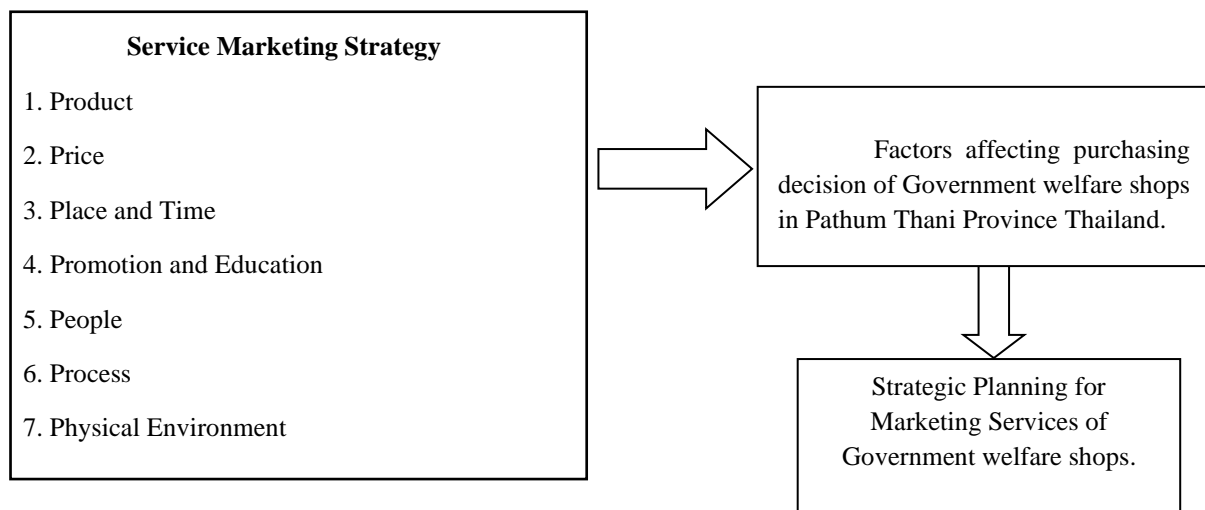 Service Marketing Strategy
1. Product
2. Price
3. Place and Time
4. Promotion and Education
5. People
6. Process
7. Physical Environment
Factors affecting purchasing
decision of Government welfare shops
in Pathum Thani Province Thailand.
Strategic Planning for
Marketing Services of
Government welfare shops.